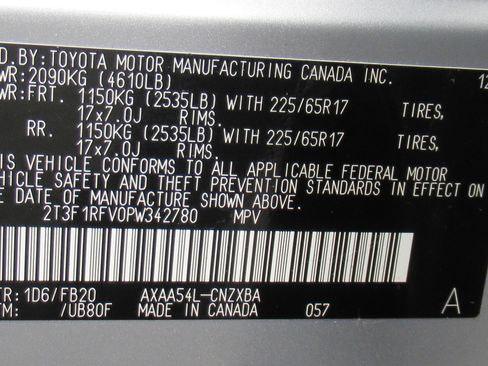 D.BY: TOYOTA MOTOR MANUFACTURING CANADA INC. 12
WR: 2090KG (4610LB)
WR: FRT. 1150KG (2535LB) WITH 225/65R17 TIRES,
17x7.0J RIMS.
RR. 1150KG (2535LB) WITH 225/65R17 TIRES,
17x7.0J RIMS.
IS VEHICLE CONFORMS TO ALL APPLICABLE FEDERAL MOTOR
EHICLE SAFETY AND THEFT PREVENTION STANDARDS IN EFFECT ON
E DATE OF MANUFACTURE SHOWN ABOVE.
2T3F1RFV0PW342780 MPV
TR: 1D6/FB20 AXAA54L-CNZXBA A
TM: /UB80F MADE IN CANADA 057